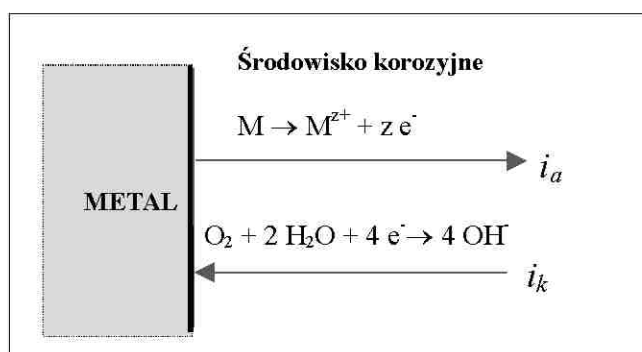 Środowisko korozyjne
M → M^z+ + z e^-
i_a
METAL
O₂ + 2 H₂O + 4 e^-→ 4 OH^-
i_k